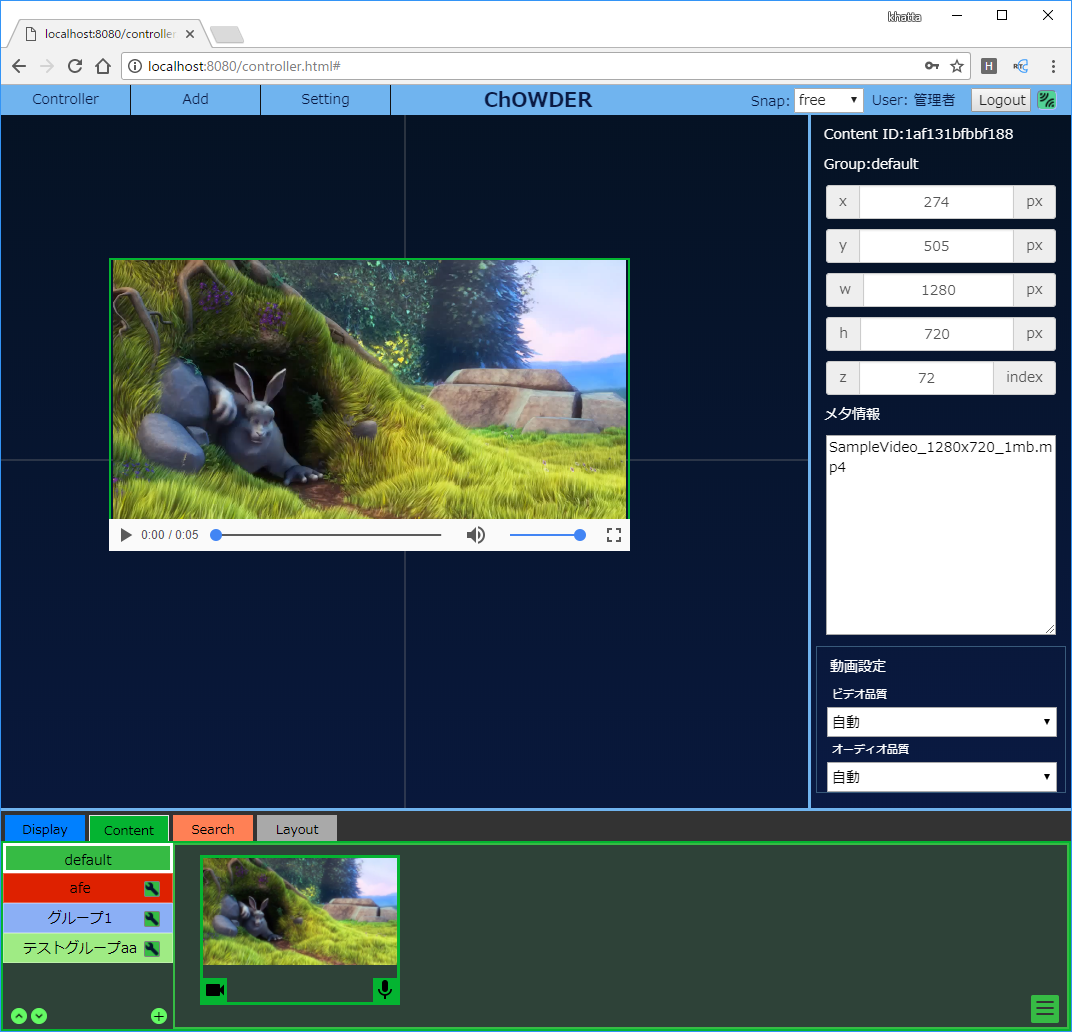 khatta
localhost:8080/controller
localhost:8080/controller.html#
Controller Add Setting ChOWDER Snap: free User: 管理者 Logout
Content ID:1af131bfbbf188
Group:default
x 274 px
y 505 px
w 1280 px
h 720 px
z 72 index
メタ情報
SampleVideo_1280x720_1mb.m
p4
0:00 / 0:05
動画設定
ビデオ品質
自動
オーディオ品質
自動
Display Content Search Layout
default
afe
グループ1
テストグループaa